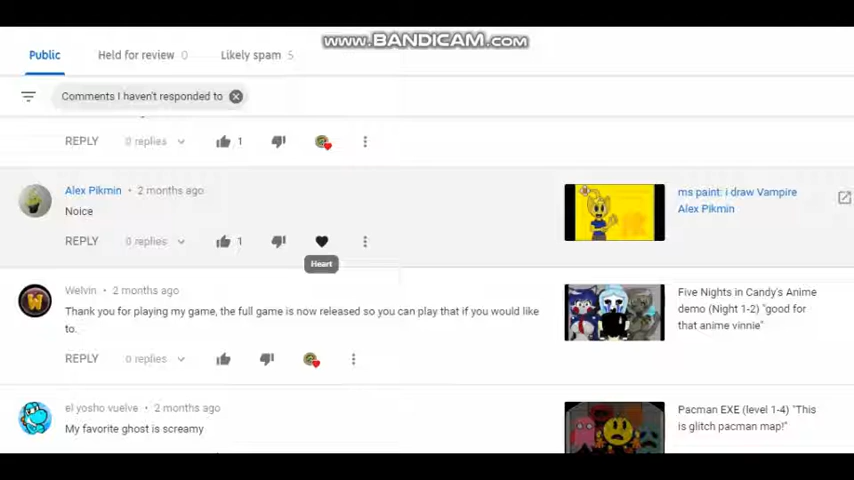 www.BANDICAM.com
Public Held for review 0 Likely spam 5
Comments I haven't responded to
REPLY 0 replies 1
Alex Pikmin • 2 months ago
Noice
REPLY 0 replies 1
Heart
ms paint: i draw Vampire
Alex Pikmin
Welvin • 2 months ago
Thank you for playing my game, the full game is now released so you can play that if you would like
to.
REPLY 0 replies
Five Nights in Candy's Anime
demo (Night 1-2) "good for
that anime vinnie"
el yosho vuelve • 2 months ago
My favorite ghost is screamy
Pacman EXE (level 1-4) "This
is glitch pacman map!"